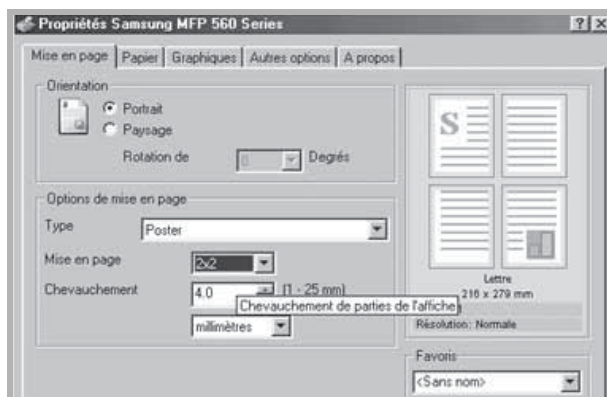 Propriétés Samsung MFP 560 Series
Mise en page Papier Graphiques Autres options A propos
Orientation
Portrait
Paysage
Rotation de 0 Degrés
Options de mise en page
Type Poster
Mise en page 2x2
Chevauchement 4.0 (1 - 25 mm)
Chevauchement de parties de l'affiche
millimètres
S
Lettre
216 x 279 mm
Résolution: Normale
Favoris
<Sans nom>